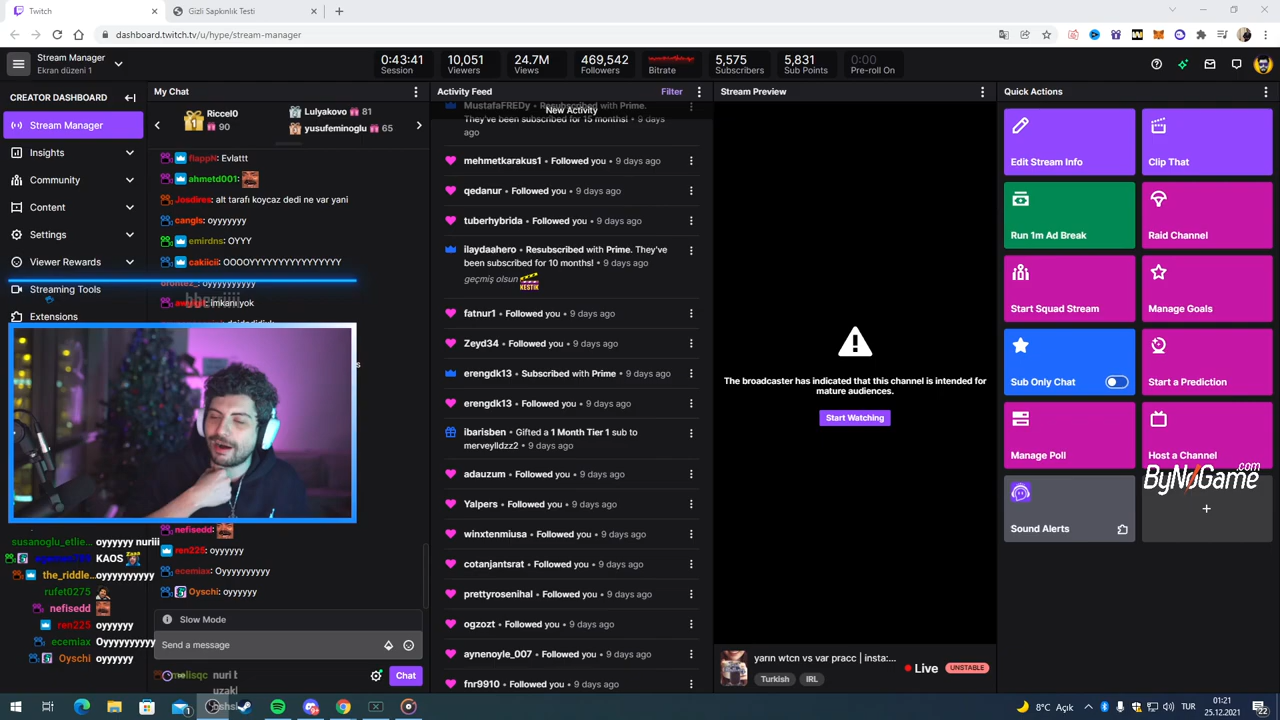 Twitch
Gizli Sapkınlık Testi
dashboard.twitch.tv/u/hype/stream-manager
Stream Manager
Ekran düzeni 1
0:43:41
Session
10,051
Viewers
24.7M
Views
469,542
Followers
Bitrate
5,575
Subscribers
5,831
Sub Points
0:00
Pre-roll On
CREATOR DASHBOARD
Stream Manager
Insights
Community
Content
Settings
Viewer Rewards
Streaming Tools
Extensions
My Chat
Riccel0
90
Lulyakovo 81
yusufeminoglu 65
flappN: Evlattt
ahmetd001:
Josdires: alt tarafı koycaz dedi ne var yani
cangls: oyyyyyyy
emirdns: OYYY
cakiicii: OOOOYYYYYYYYYYYYYYY
imkanı yok
nefisedd:
ren225: oyyyyyy
ecemiax: Oyyyyyyyyyy
Oyschi: oyyyyyy
Slow Mode
Send a message
Chat
oyyyyyy nuriii
KAOS
the_riddle... oyyyyyyyyyy
rufet0275
nefisedd
ren225 oyyyyyy
ecemiax Oyyyyyyyyyy
Oyschi oyyyyyy
nuri t
uzakl
Activity Feed
Filter
MustafaFREDy • Resubscribed with Prime.
New Activity
They've been subscribed for 15 months! • 9 days
ago
mehmetkarakus1 • Followed you • 9 days ago
qedanur • Followed you • 9 days ago
tuberhybrida • Followed you • 9 days ago
ilaydaahero • Resubscribed with Prime. They've
been subscribed for 10 months! • 9 days ago
geçmiş olsun KESTİK
fatnur1 • Followed you • 9 days ago
Zeyd34 • Followed you • 9 days ago
erengdk13 • Subscribed with Prime • 9 days ago
erengdk13 • Followed you • 9 days ago
ibarisben • Gifted a 1 Month Tier 1 sub to
merveylldzz2 • 9 days ago
adauzum • Followed you • 9 days ago
Yalpers • Followed you • 9 days ago
winxtenmiusa • Followed you • 9 days ago
cotanjantsrat • Followed you • 9 days ago
prettyrosenihal • Followed you • 9 days ago
ogzozt • Followed you • 9 days ago
aynenoyle_007 • Followed you • 9 days ago
fnr9910 • Followed you • 9 days ago
Stream Preview
The broadcaster has indicated that this channel is intended for
mature audiences.
Start Watching
yarın wtcn vs var pracc | insta:...
Turkish
IRL
Live
UNSTABLE
Quick Actions
Edit Stream Info
Clip That
Run 1m Ad Break
Raid Channel
Start Squad Stream
Manage Goals
Sub Only Chat
Start a Prediction
Manage Poll
Host a Channel
ByNoGame.com
Sound Alerts
8°C Açık
TUR
01:21
25.12.2021
22